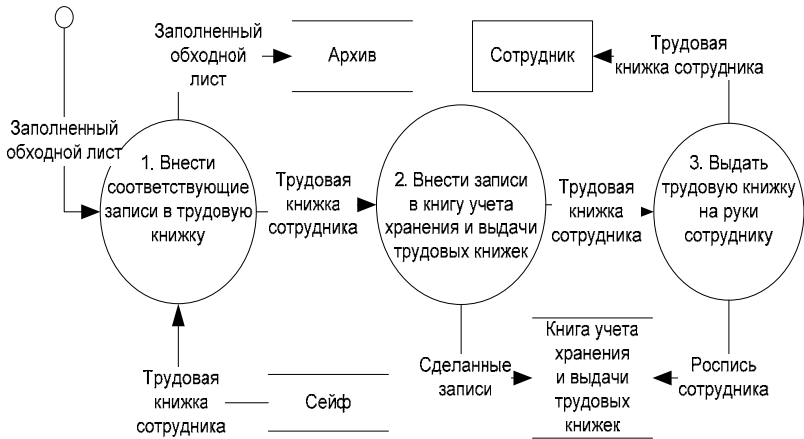 Заполненный
обходной лист
Заполненный
обходной
лист
Архив
Сотрудник
Трудовая
книжка сотрудника
1. Внести
соответствующие
записи в трудовую
книжку
Трудовая
книжка
сотрудника
2. Внести записи
в книгу учета
хранения и выдачи
трудовых книжек
Трудовая
книжка
сотрудника
3. Выдать
трудовую книжку
на руки
сотруднику
Трудовая
книжка
сотрудника
Сейф
Сделанные
записи
Книга учета
хранения
и выдачи
трудовых
книжек
Роспись
сотрудника